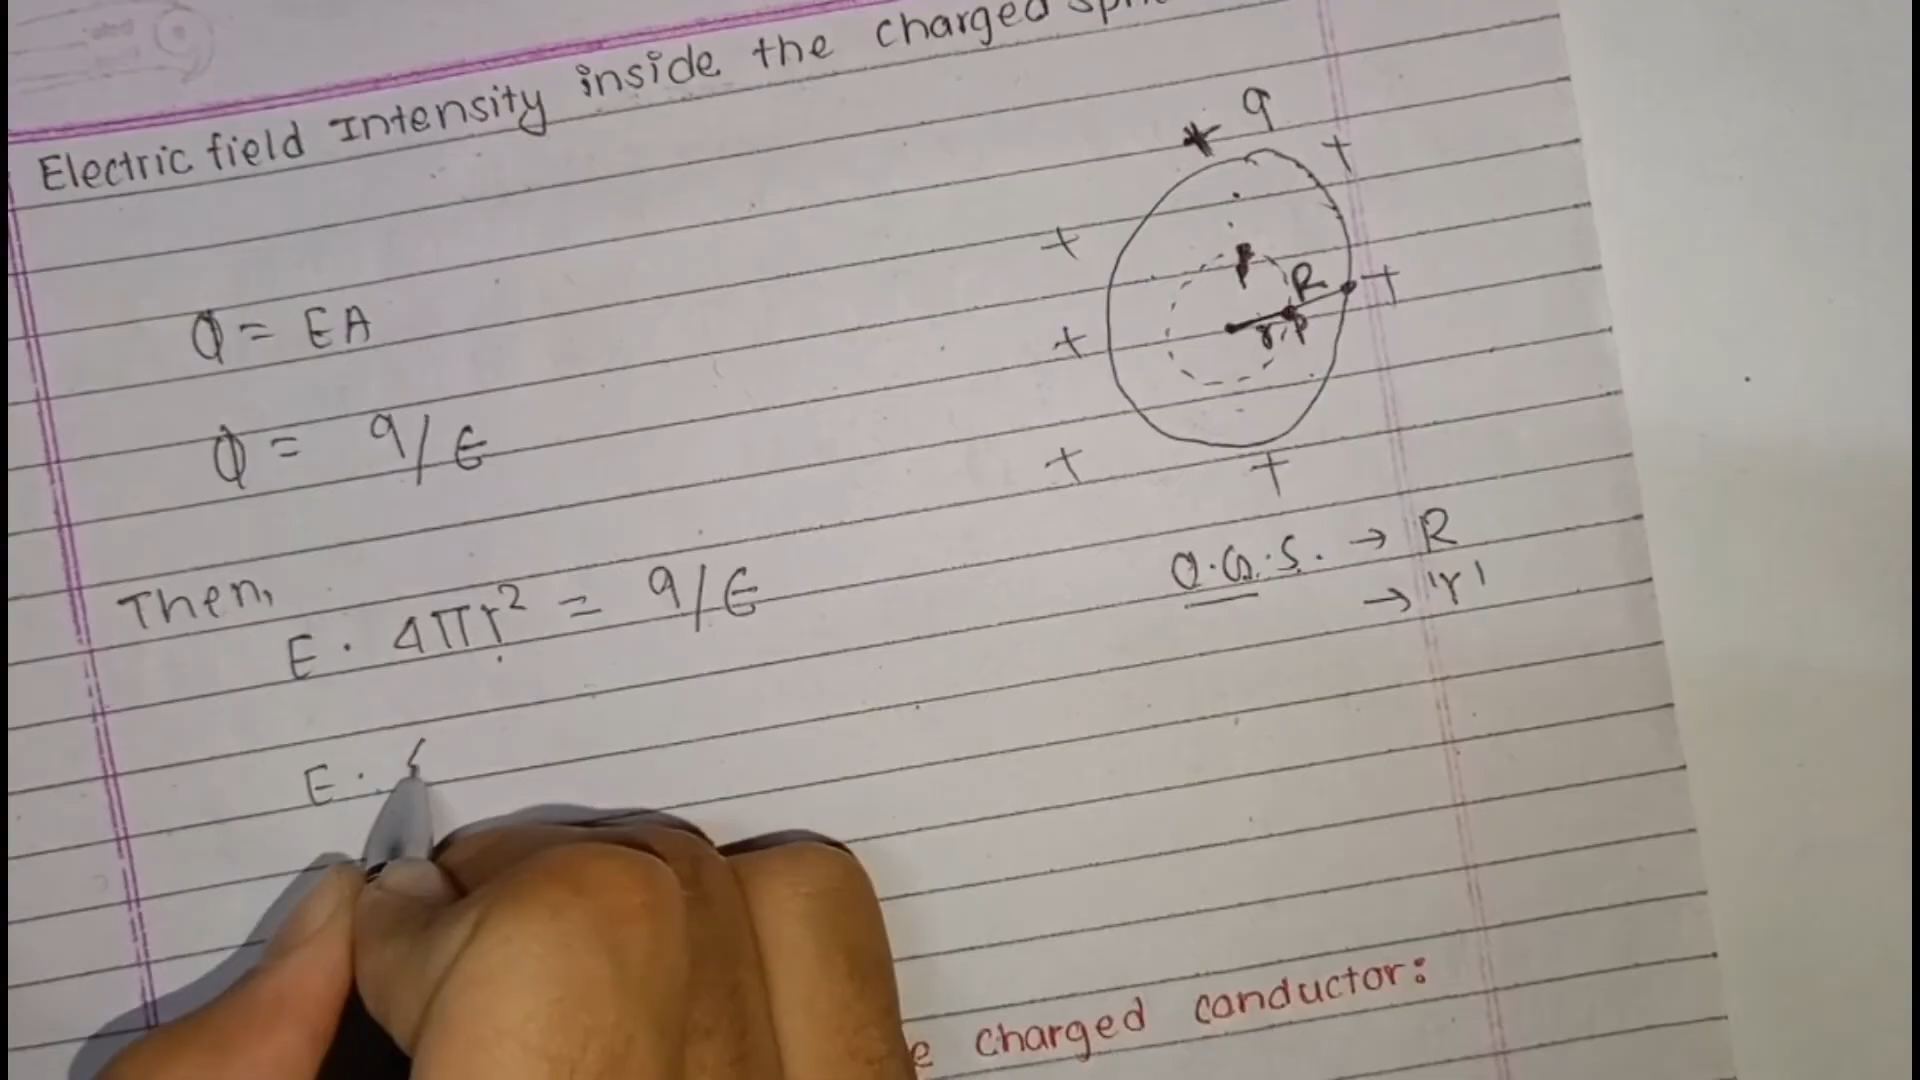 Electric field Intensity inside the charged
φ = EA
φ = q/ε
Then,
E · 4πr² = q/ε
E ·
q
+
+
+
+
+
+
P
R
r
P
O.G.S. → R
→ 'r'
charged conductor: